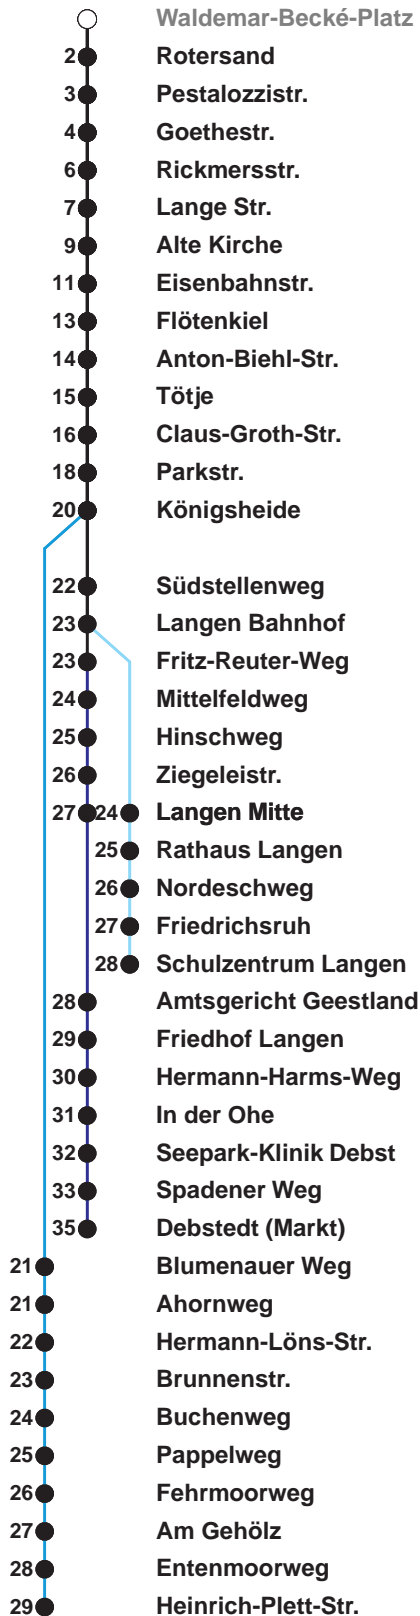 Waldemar-Becké-Platz
2 Rotersand
3 Pestalozzistr.
4 Goethestr.
6 Rickmersstr.
7 Lange Str.
9 Alte Kirche
11 Eisenbahnstr.
13 Flötenkiel
14 Anton-Biehl-Str.
15 Tötje
16 Claus-Groth-Str.
18 Parkstr.
20 Königsheide
22 Südstellenweg
23 Langen Bahnhof
23 Fritz-Reuter-Weg
24 Mittelfeldweg
25 Hinschweg
26 Ziegeleistr.
27 24 Langen Mitte
25 Rathaus Langen
26 Nordeschweg
27 Friedrichsruh
28 Schulzentrum Langen
28 Amtsgericht Geestland
29 Friedhof Langen
30 Hermann-Harms-Weg
31 In der Ohe
32 Seepark-Klinik Debst
33 Spadener Weg
35 Debstedt (Markt)
21 Blumenauer Weg
21 Ahornweg
22 Hermann-Löns-Str.
23 Brunnenstr.
24 Buchenweg
25 Pappelweg
26 Fehrmoorweg
27 Am Gehölz
28 Entenmoorweg
29 Heinrich-Plett-Str.